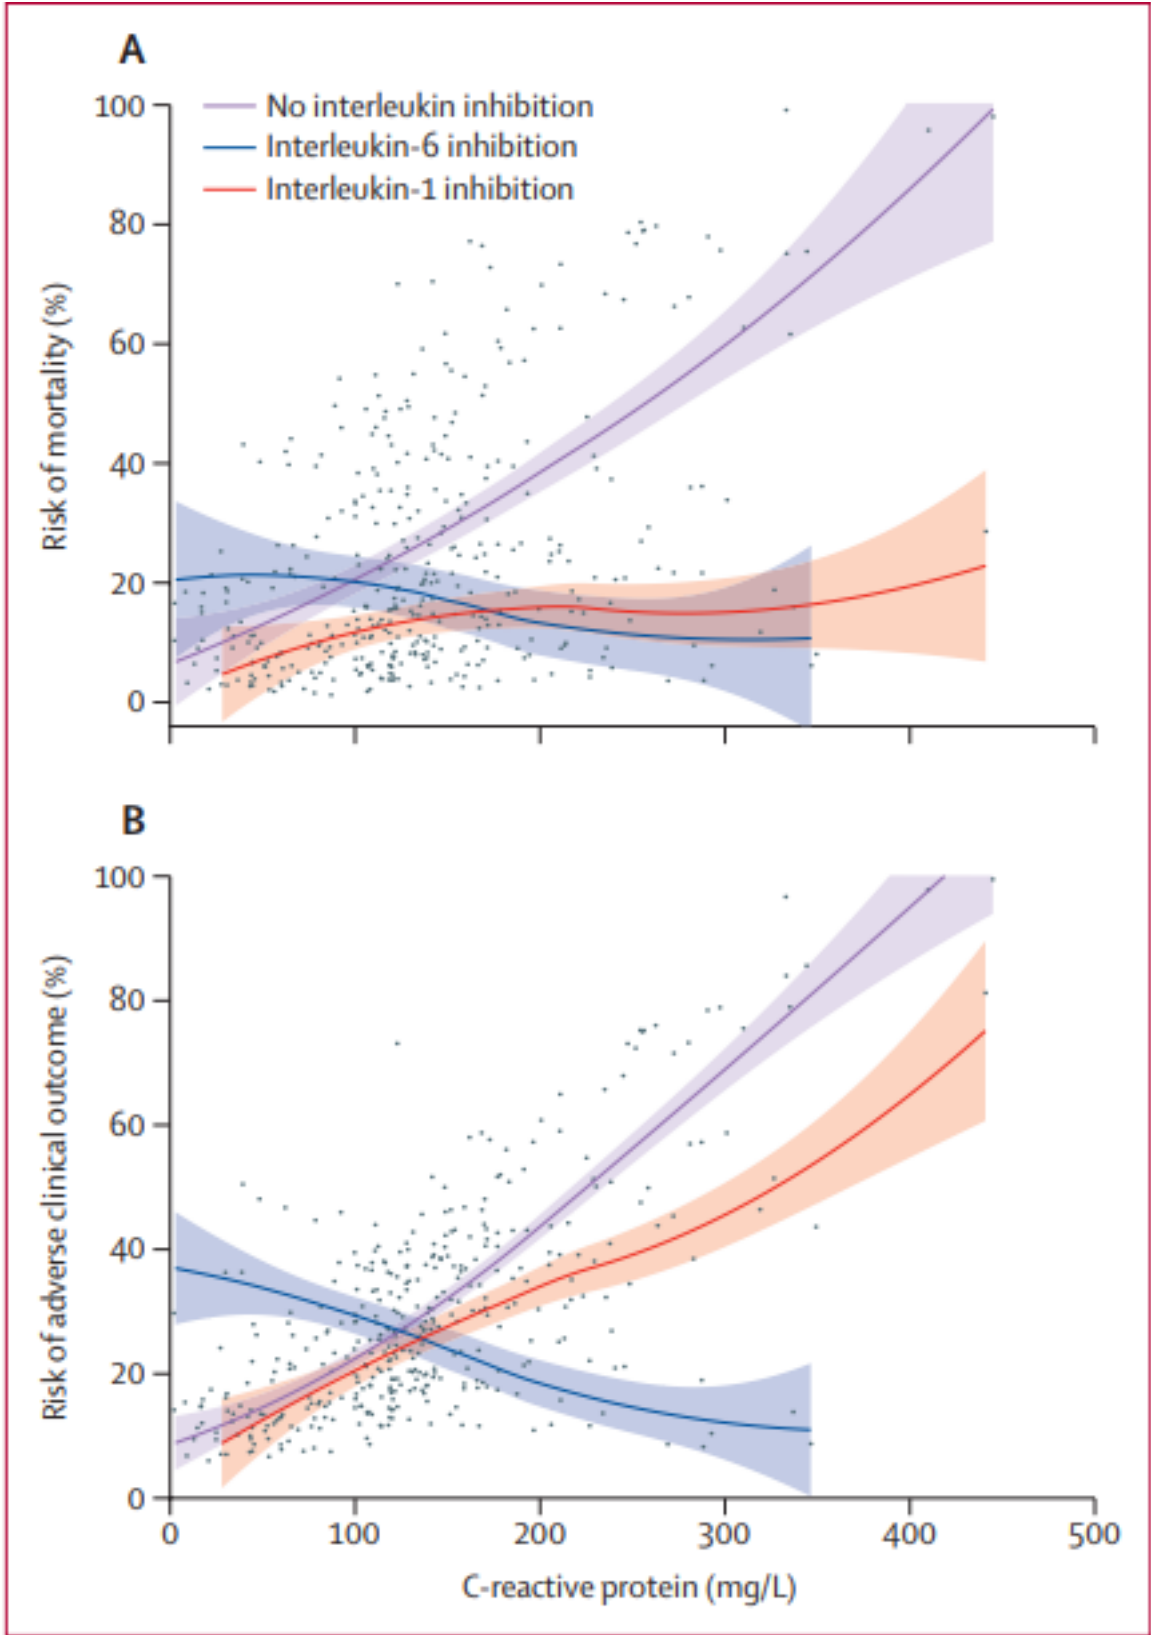 A
100
No interleukin inhibition
Interleukin-6 inhibition
Interleukin-1 inhibition
80
60
40
20
0
Risk of mortality (%)
B
100
80
60
40
20
0
Risk of adverse clinical outcome (%)
0 100 200 300 400 500
C-reactive protein (mg/L)